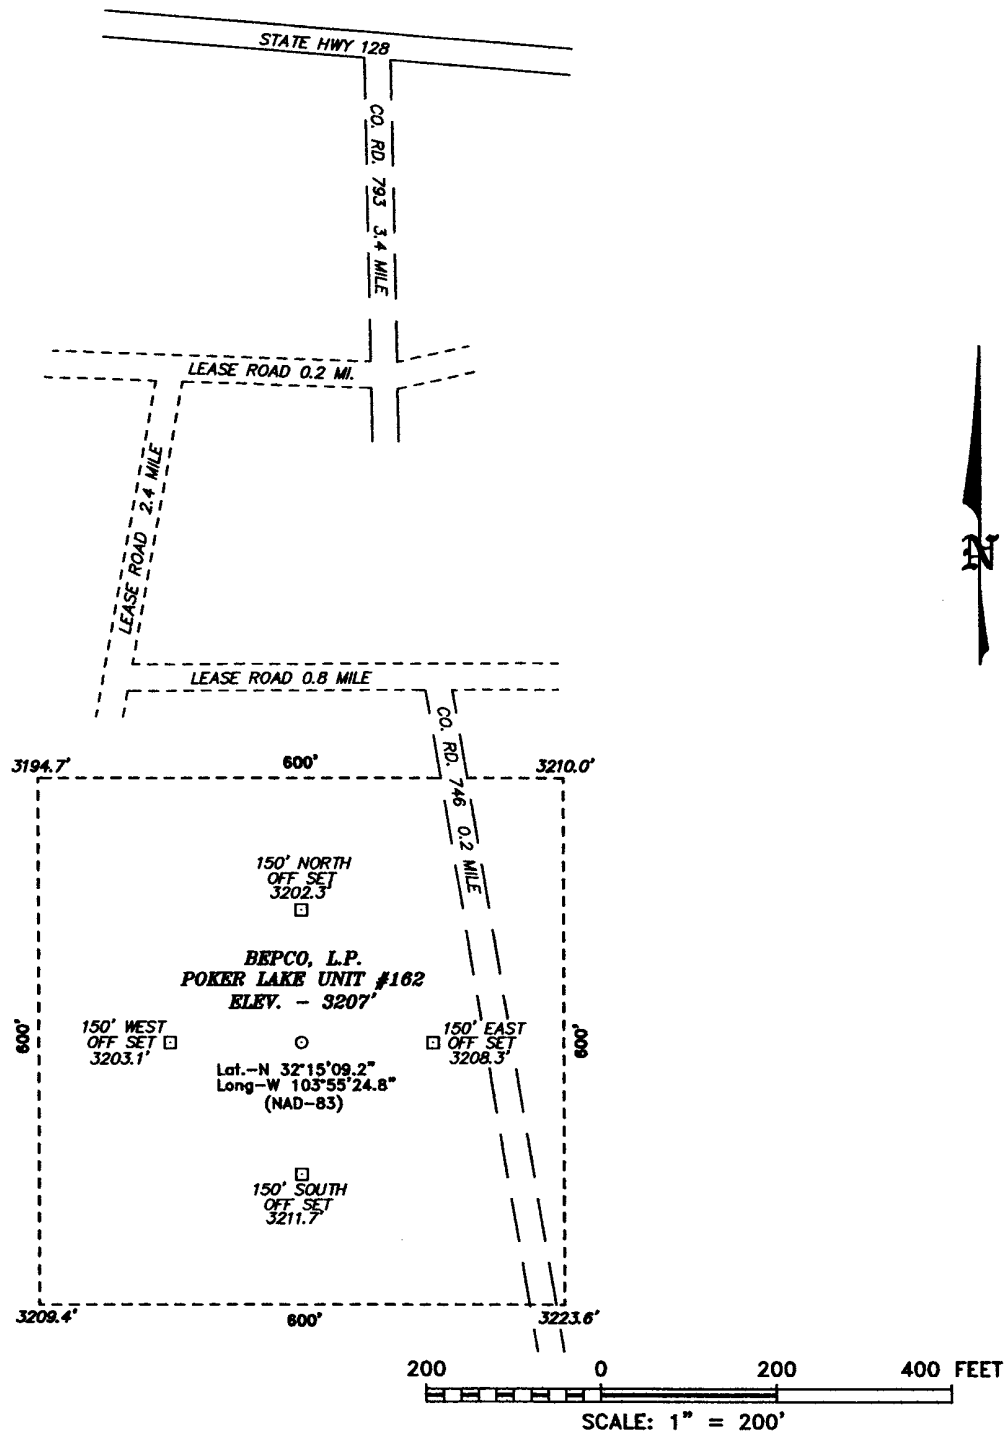 STATE HWY 128
CO. RD. 793 3.4 MILE
LEASE ROAD 0.2 MI.
LEASE ROAD 2.4 MILE
N
LEASE ROAD 0.8 MILE
CO. RD. 746 0.2 MILE
3194.7'
600'
3210.0'
150' NORTH
OFF SET
3202.3'
BEPCO, L.P.
POKER LAKE UNIT #162
ELEV. - 3207'
600'
150' WEST
OFF SET
3203.1'
150' EAST
OFF SET
3208.3'
600'
Lat.-N 32°15'09.2"
Long-W 103°55'24.8"
(NAD-83)
150' SOUTH
OFF SET
3211.7'
3209.4'
600'
3223.6'
200 0 200 400 FEET
SCALE: 1" = 200'